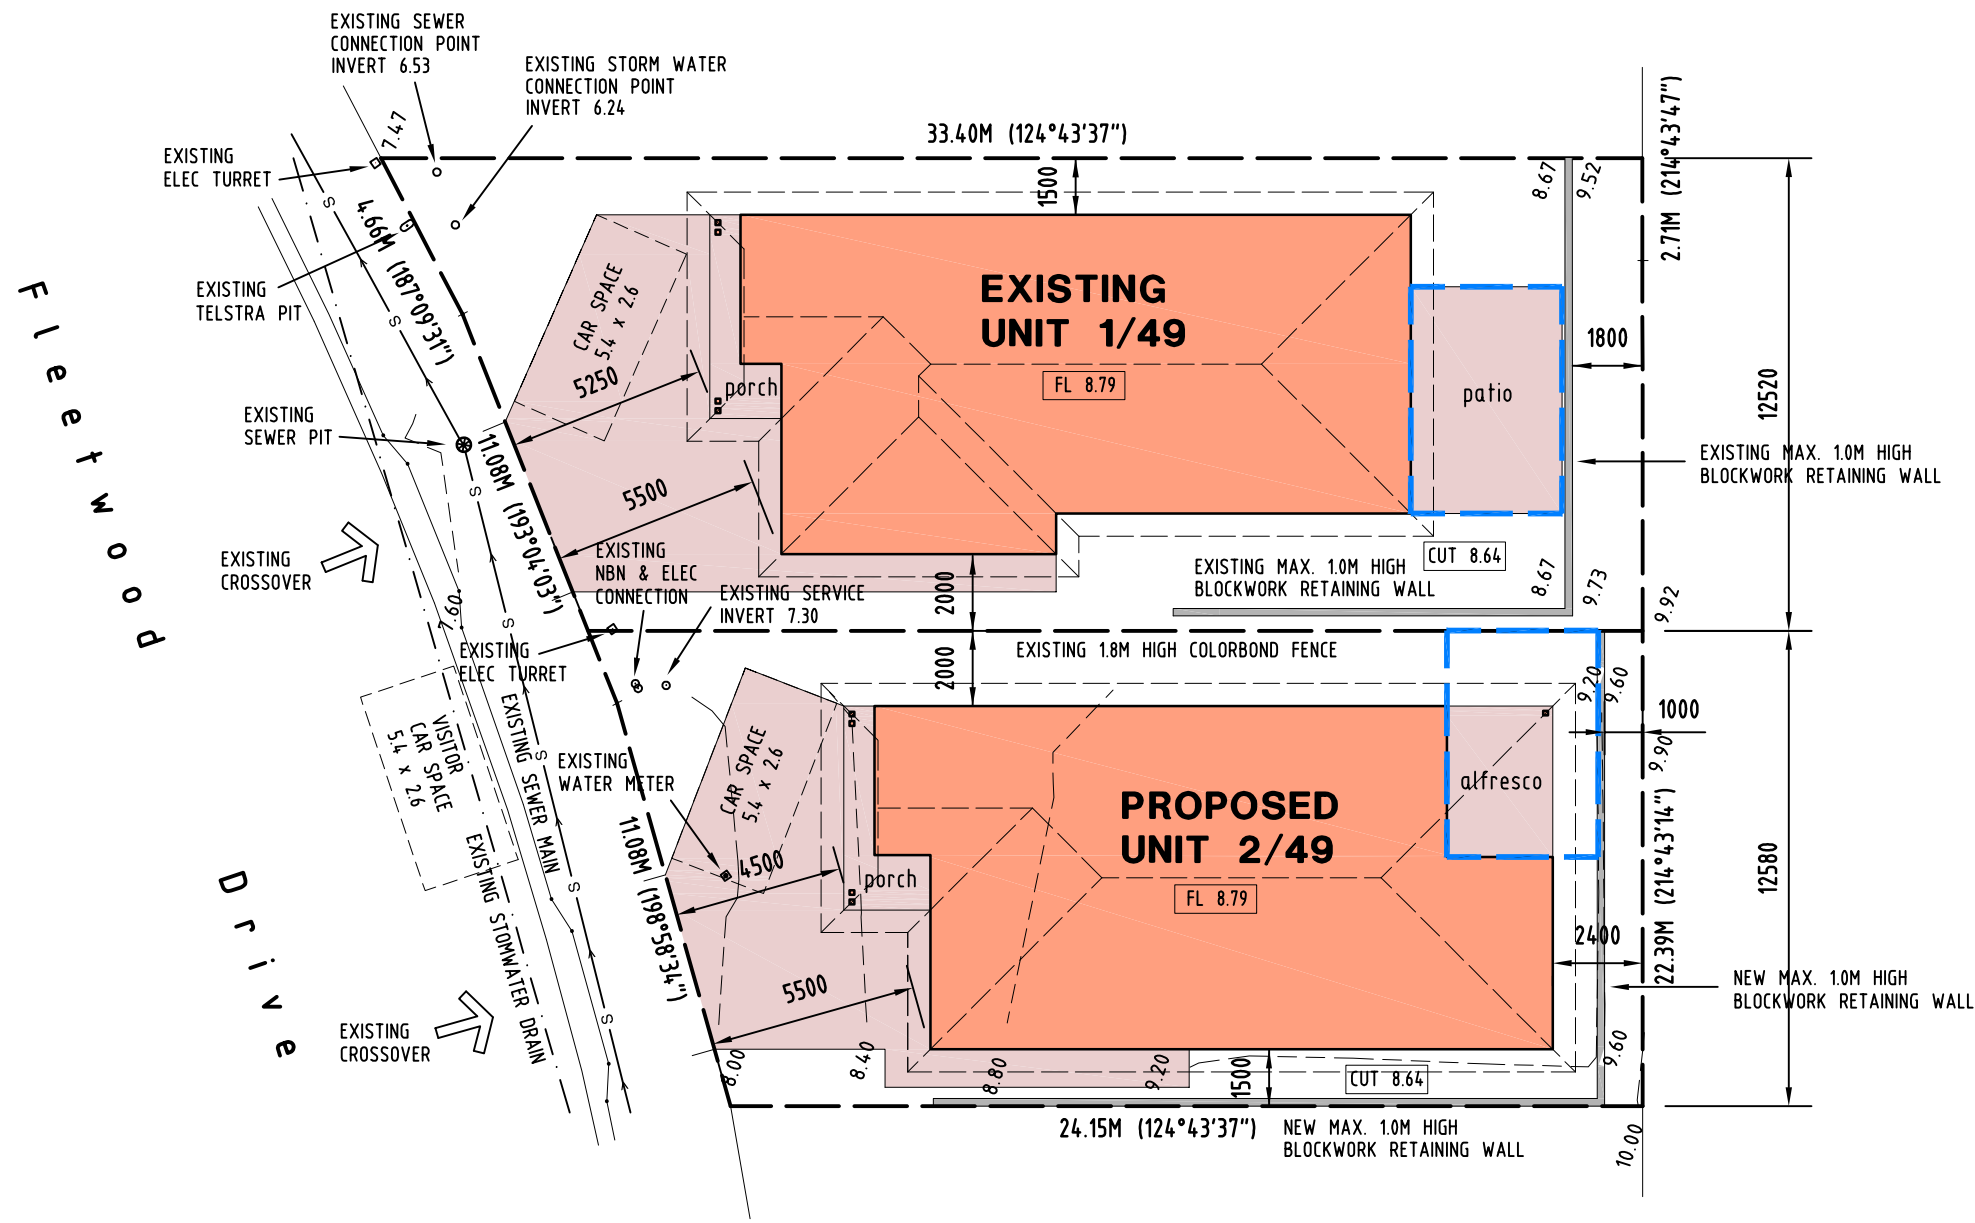 EXISTING SEWER
CONNECTION POINT
INVERT 6.53
EXISTING STORM WATER
CONNECTION POINT
INVERT 6.24
7.47
33.40M (124°43'37")
2.71M (214°43'47")
EXISTING
ELEC TURRET
1500
8.67
9.52
S
4.66M (187°09'31")
EXISTING
TELSTRA PIT
S
CAR SPACE
5.4 x 2.6
EXISTING
UNIT 1/49
FL 8.79
5250
porch
patio
1800
12520
EXISTING
SEWER PIT
11.08M (193°04'03")
S
5500
EXISTING MAX. 1.0M HIGH
BLOCKWORK RETAINING WALL
Fleetwood
Drive
EXISTING
CROSSOVER
EXISTING
NBN & ELEC
CONNECTION
EXISTING SERVICE
INVERT 7.30
2000
EXISTING MAX. 1.0M HIGH
BLOCKWORK RETAINING WALL
CUT 8.64
8.67
9.73
9.92
7.60
S
EXISTING
ELEC TURRET
2000
EXISTING 1.8M HIGH COLORBOND FENCE
9.20
9.60
1000
9.90
VISITOR
CAR SPACE
5.4 x 2.6
EXISTING SEWER MAIN
S
EXISTING
WATER METER
CAR SPACE
5.4 x 2.6
PROPOSED
UNIT 2/49
FL 8.79
alfresco
4500
porch
11.08M (198°58'34")
EXISTING STOMWATER DRAIN
S
S
S
12580
22.39M (214°43'14")
2400
5500
NEW MAX. 1.0M HIGH
BLOCKWORK RETAINING WALL
EXISTING
CROSSOVER
8.00
8.40
8.80
9.20
1500
CUT 8.64
9.60
24.15M (124°43'37")
NEW MAX. 1.0M HIGH
BLOCKWORK RETAINING WALL
10.00